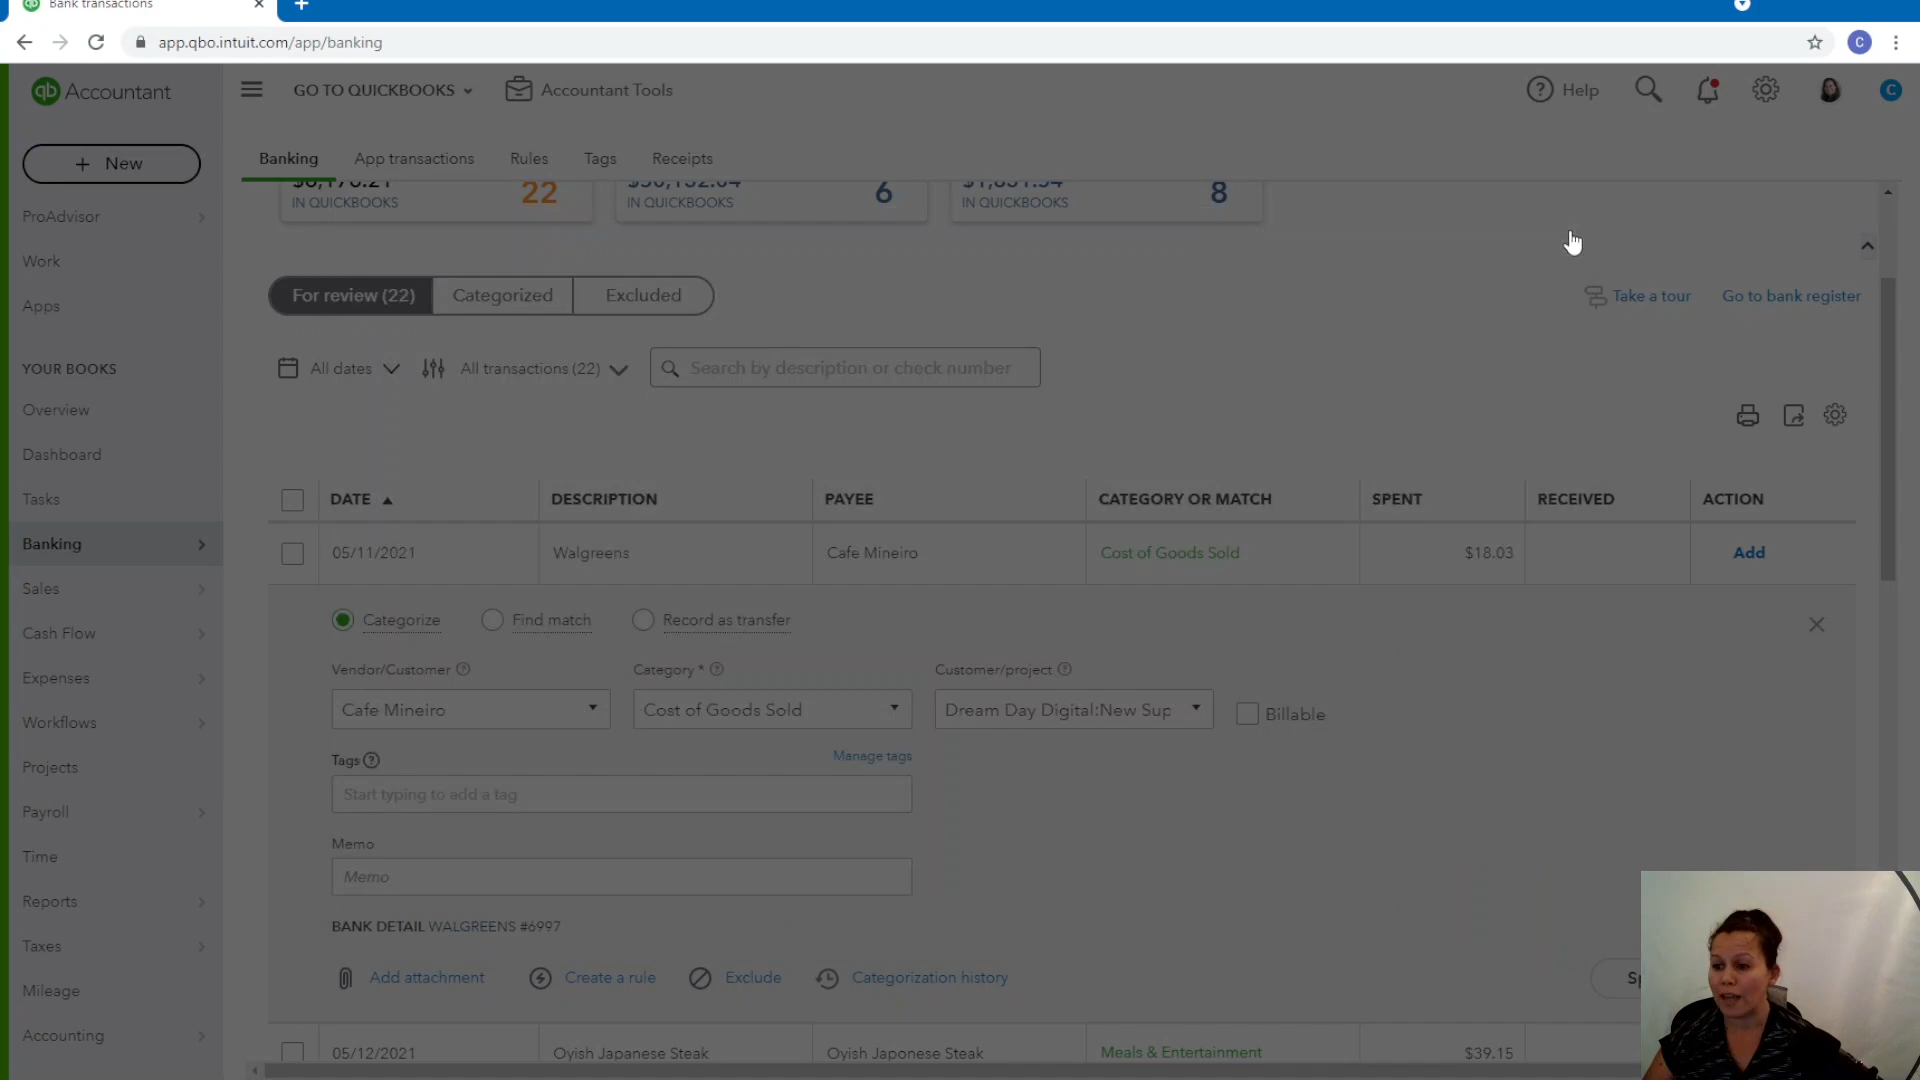 Bank transactions
app.qbo.intuit.com/app/banking
qb Accountant
GO TO QUICKBOOKS
Accountant Tools
Help
C
C
+ New
Banking
App transactions
Rules
Tags
Receipts
IN QUICKBOOKS
22
IN QUICKBOOKS
6
IN QUICKBOOKS
8
ProAdvisor
Work
Apps
YOUR BOOKS
Overview
Dashboard
Tasks
Banking
Sales
Cash Flow
Expenses
Workflows
Projects
Payroll
Time
Reports
Taxes
Mileage
Accounting
For review (22)
Categorized
Excluded
Take a tour
Go to bank register
All dates
All transactions (22)
Search by description or check number
DATE DESCRIPTION PAYEE CATEGORY OR MATCH SPENT RECEIVED ACTION
05/11/2021 Walgreens Cafe Mineiro Cost of Goods Sold $18.03 Add
Categorize Find match Record as transfer
Vendor/Customer Category * Customer/project
Cafe Mineiro Cost of Goods Sold Dream Day Digital:New Sup Billable
Tags Manage tags
Start typing to add a tag
Memo
Memo
BANK DETAIL WALGREENS #6997
Add attachment Create a rule Exclude Categorization history
05/12/2021 Oyish Japanese Steak Oyish Japonese Steak Meals & Entertainment $39.15